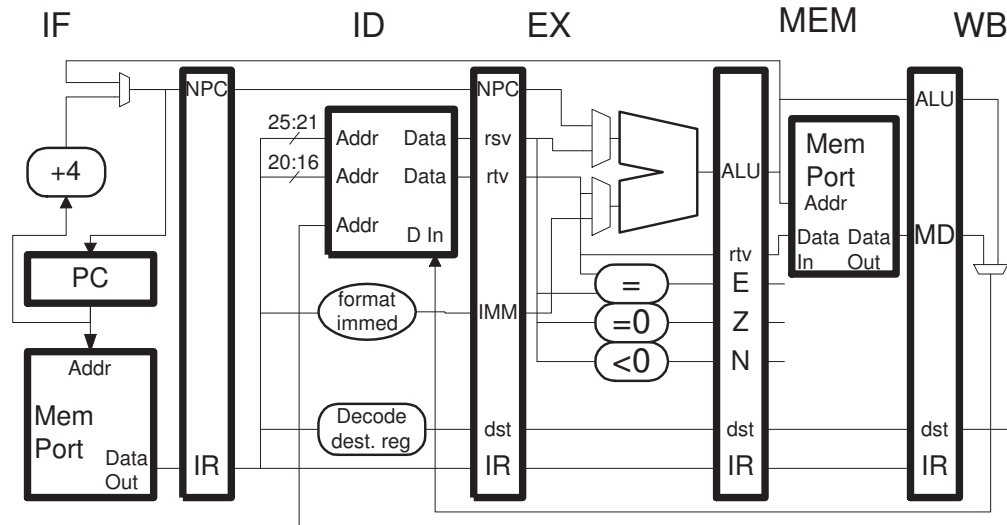 IF
ID
EX
MEM
WB
NPC
NPC
ALU
25:21
Addr
Data
rsv
20:16
Addr
Data
rtv
Addr
D In
+4
ALU
Mem
Port
Addr
Data
In
Data
Out
MD
PC
rtv
=
E
format
immed
IMM
=0
Z
<0
N
Addr
Mem
Port
Data
Out
Decode
dest. reg
dst
dst
dst
IR
IR
IR
IR